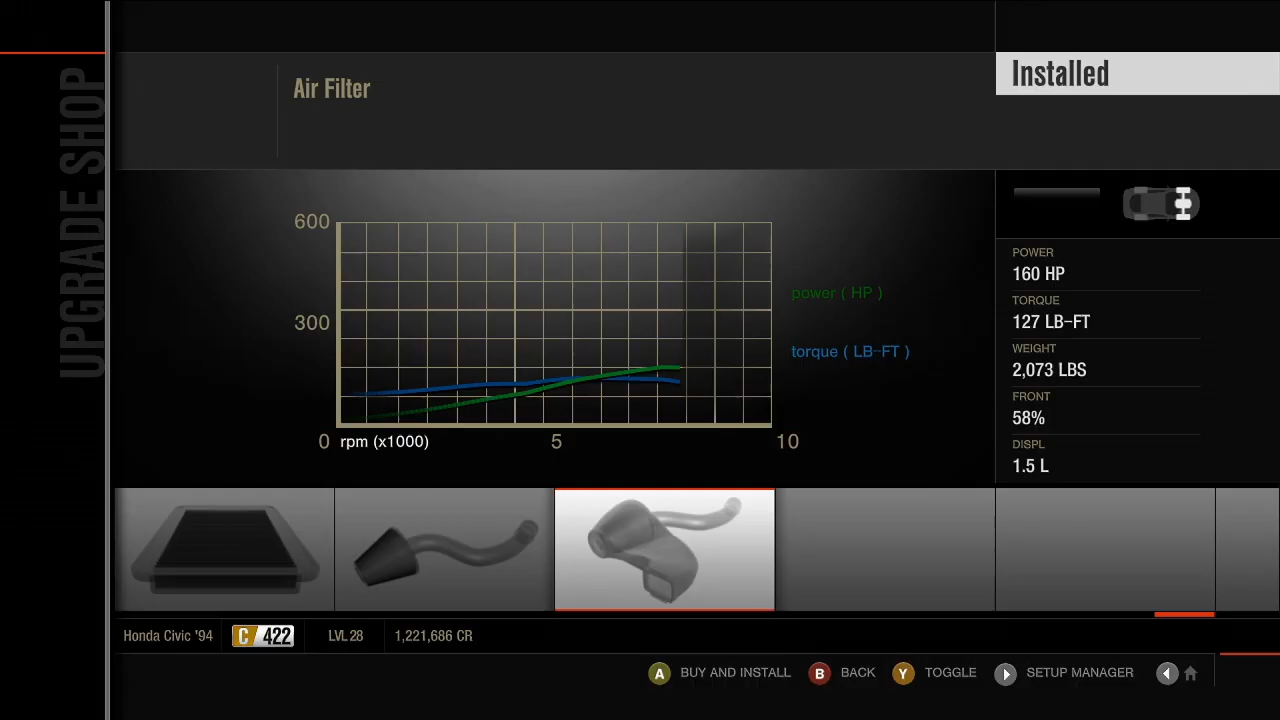 UPGRADE SHOP
Air Filter
Installed
600
300
0
rpm (x1000)
5
10
power ( HP )
torque ( LB-FT )
POWER
160 HP
TORQUE
127 LB-FT
WEIGHT
2,073 LBS
FRONT
58%
DISPL
1.5 L
Honda Civic '94
C 422
LVL 28
1,221,686 CR
A BUY AND INSTALL
B BACK
Y TOGGLE
SETUP MANAGER